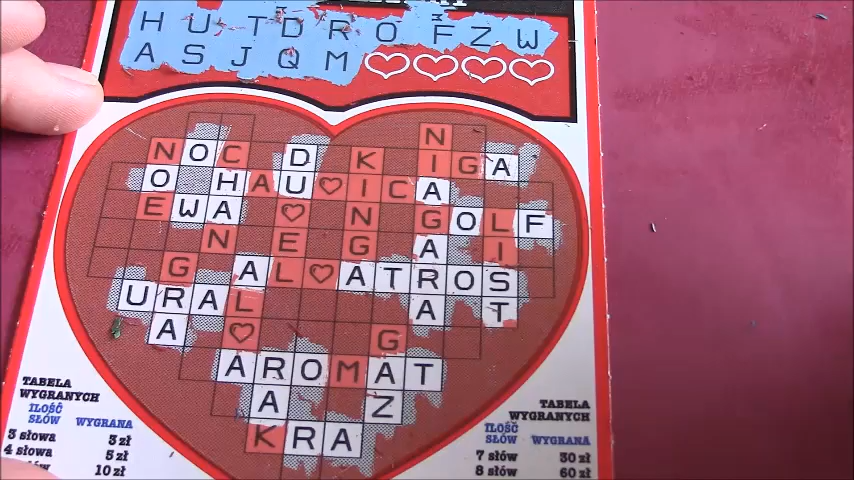 H U T D R O F Z W
A S J Q M
N
N O C D K I G A
O H A U I C A
E W A N G O L F
N E G A I
G A L A T R O S
U R A L R A T
A G
A R O M A T
A Z
K R A
TABELA
WYGRANYCH
ILOŚĆ
SŁÓW WYGRANA
3 słowa 3 zł
4 słowa 5 zł
10 zł
TABELA
WYGRANYCH
ILOŚĆ
SŁÓW WYGRANA
7 słów 30 zł
8 słów 60 zł